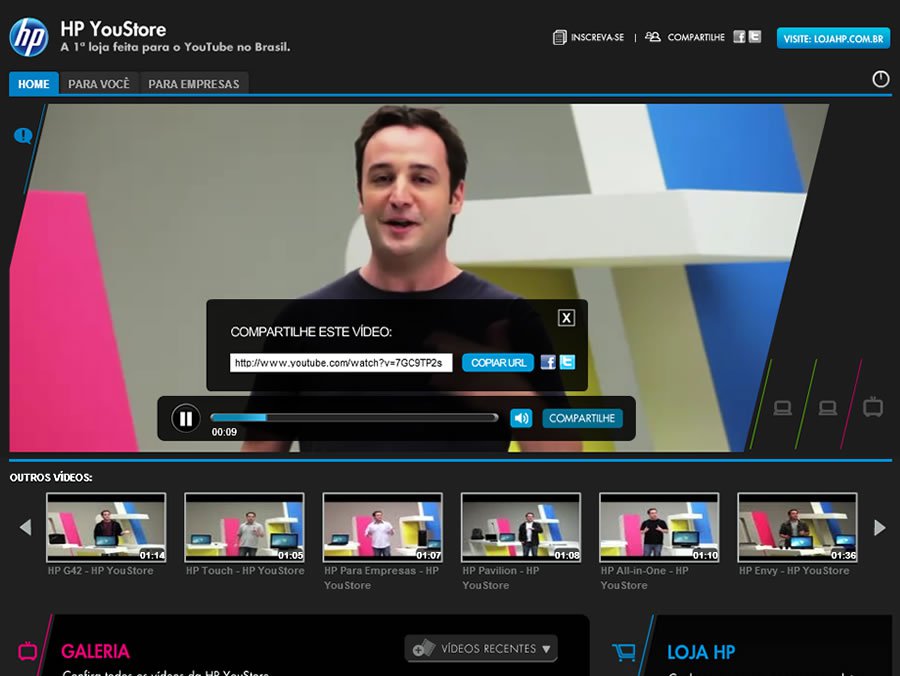 hp
HP YouStore
A 1ª loja feita para o YouTube no Brasil.
INSCREVA-SE | COMPARTILHE
VISITE: LOJAHP.COM.BR
HOME PARA VOCÊ PARA EMPRESAS
COMPARTILHE ESTE VÍDEO:
X
http://www.youtube.com/watch?v=7GC9TP2s
COPIAR URL
00:09
COMPARTILHE
OUTROS VÍDEOS:
01:14 01:05 01:07 01:08 01:10 01:36
HP G42 - HP YouStore
HP Touch - HP YouStore
HP Para Empresas - HP
YouStore
HP Pavilion - HP
YouStore
HP All-in-One - HP
YouStore
HP Envy - HP YouStore
GALERIA
VÍDEOS RECENTES
Confira todos os vídeos da HP YouStore
LOJA HP